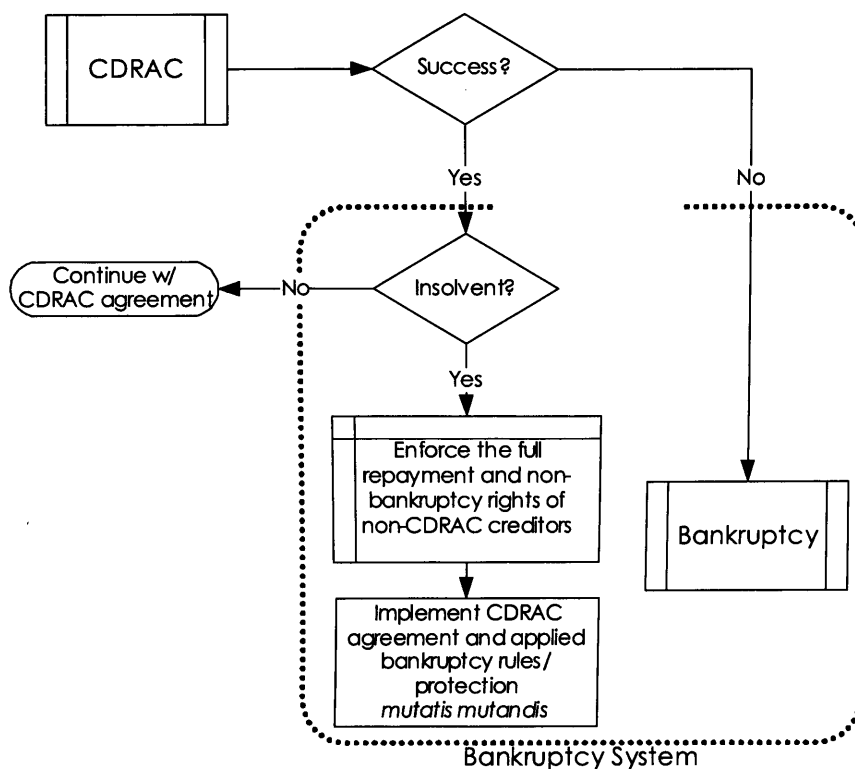 CDRAC
Success?
Yes
No
Insolvent?
No
Continue w/
CDRAC agreement
Yes
Enforce the full
repayment and non-
bankruptcy rights of
non-CDRAC creditors
Bankruptcy
Implement CDRAC
agreement and applied
bankruptcy rules/
protection
mutatis mutandis
Bankruptcy System